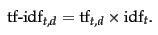 tf-idf_{t,d} = tf_{t,d} × idf_t.